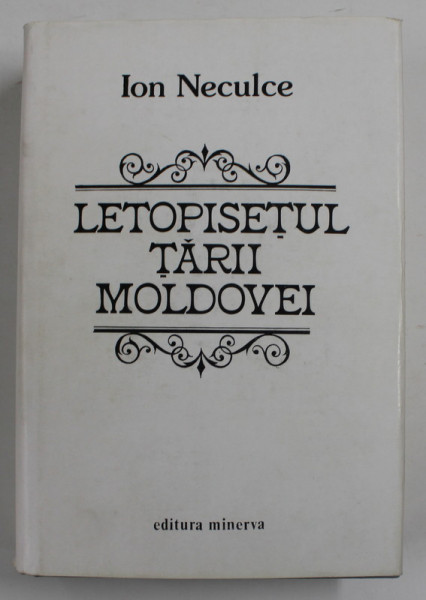 Ion Neculce
LETOPISEȚUL
ȚĂRII
MOLDOVEI
editura minerva